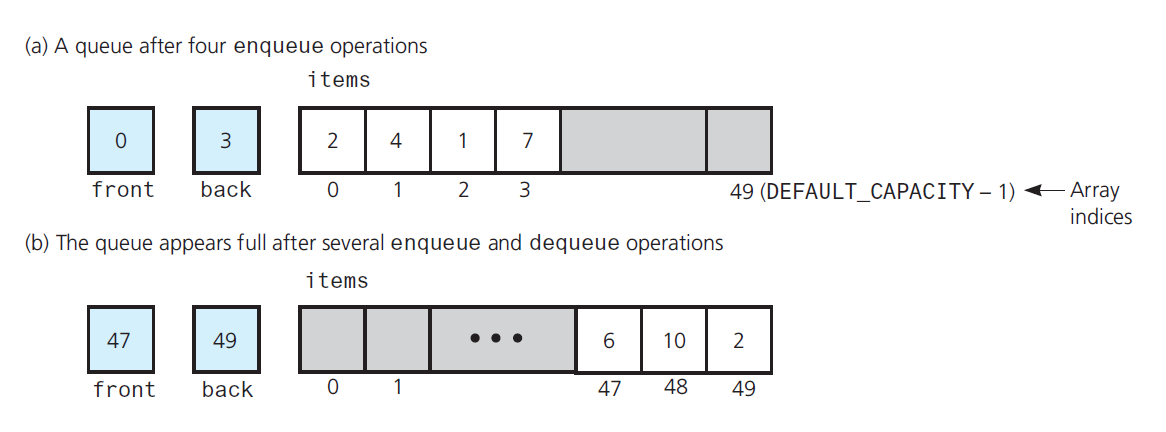 (a) A queue after four enqueue operations
items
0 3 2 4 1 7
front back 0 1 2 3 49 (DEFAULT_CAPACITY – 1) Array
indices
(b) The queue appears full after several enqueue and dequeue operations
items
47 49 6 10 2
front back 0 1 47 48 49